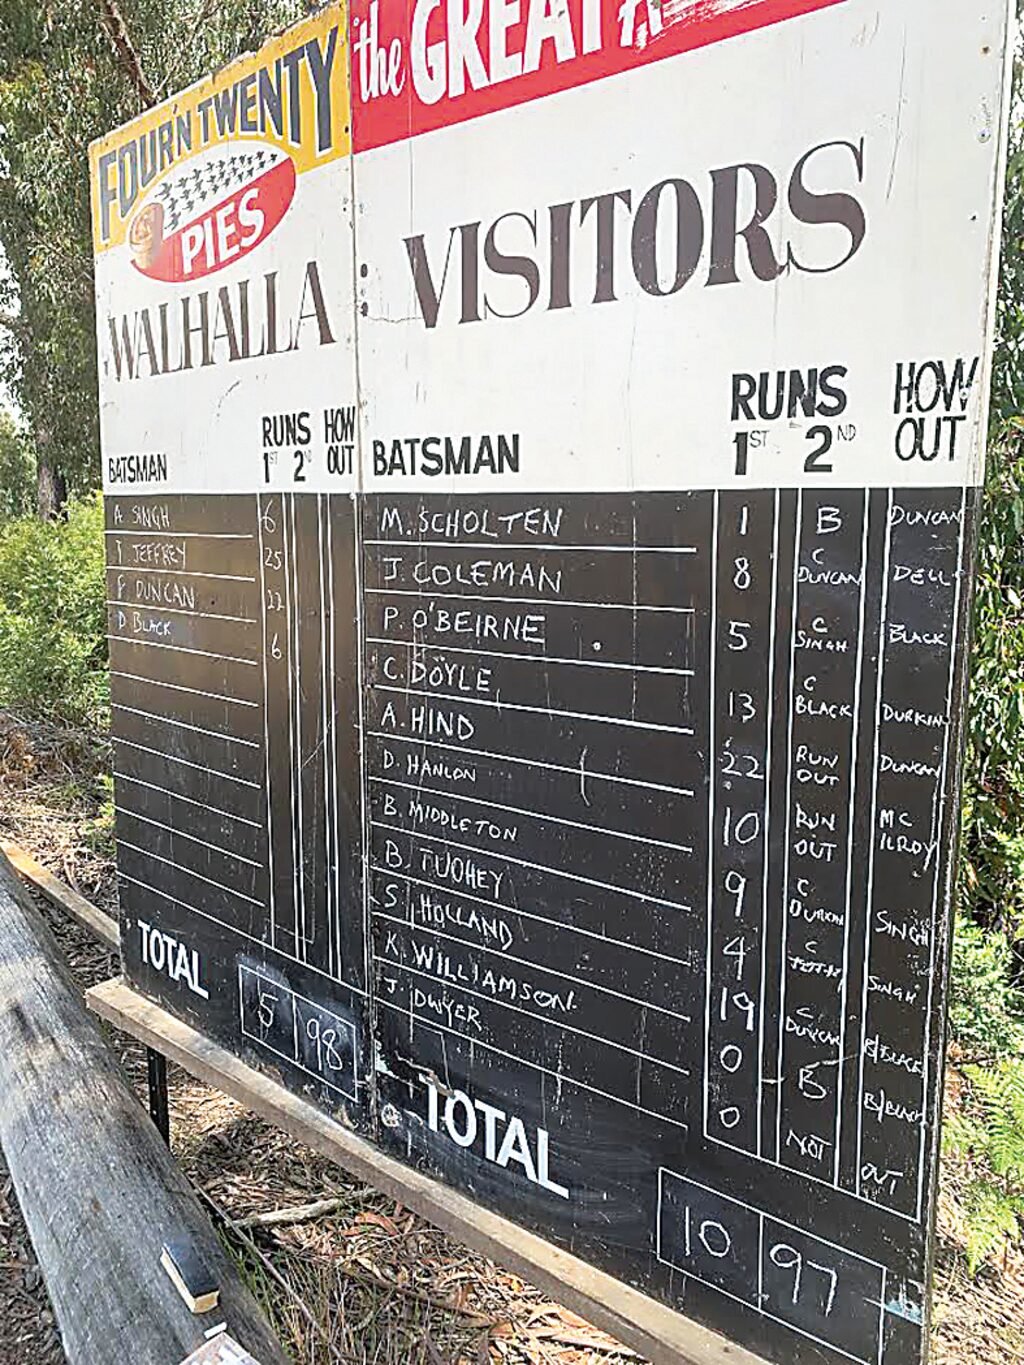 FOUR'N TWENTY
PIES
the GREAT
WALHALLA : VISITORS
BATSMAN RUNS 1ST 2ND HOW OUT
A SINGH 6
T JEFFREY 25
P DUNCAN 22
D BLACK 6
TOTAL 5 98
BATSMAN RUNS 1ST 2ND HOW OUT
M. SCHOLTEN 1 B DUNCAN
J. COLEMAN 8 C DUNCAN DELL
P. O'BEIRNE 5 C SINGH BLACK
C. DOYLE 13 C BLACK DURKIN
A. HIND 22 RUN OUT DUNCAN
D. HANLON 10 RUN OUT MC ILROY
B. MIDDLETON 9 C DURKIN SINGH
B. TUOHEY 4 C SINGH
S HOLLAND 19 C DUNCAN B/BLACK
K. WILLIAMSON. 0 B B/BLACK
J DWYER 0 NOT OUT
TOTAL 10 97